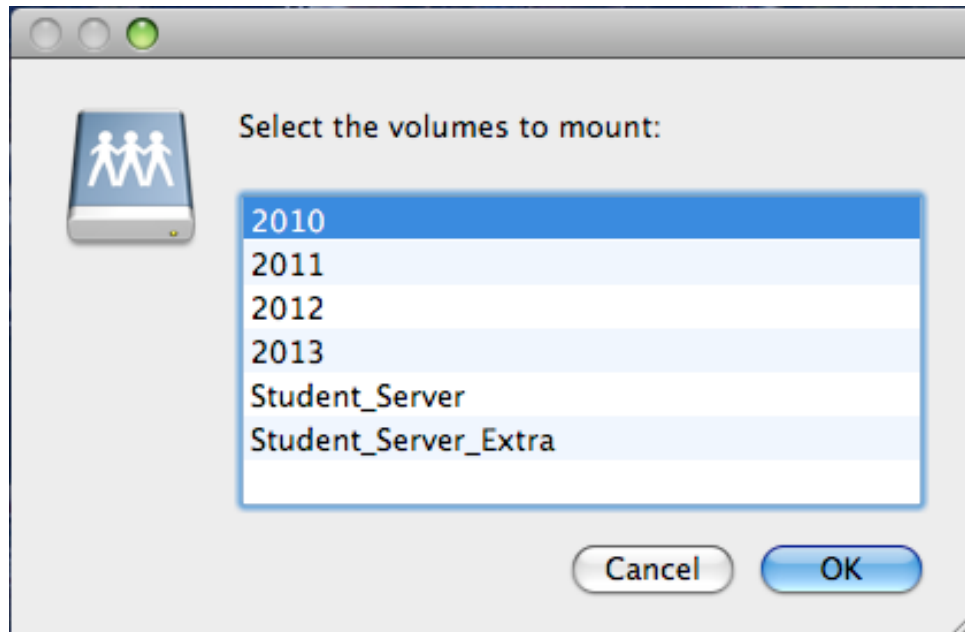 Select the volumes to mount:
2010
2011
2012
2013
Student_Server
Student_Server_Extra
Cancel
OK